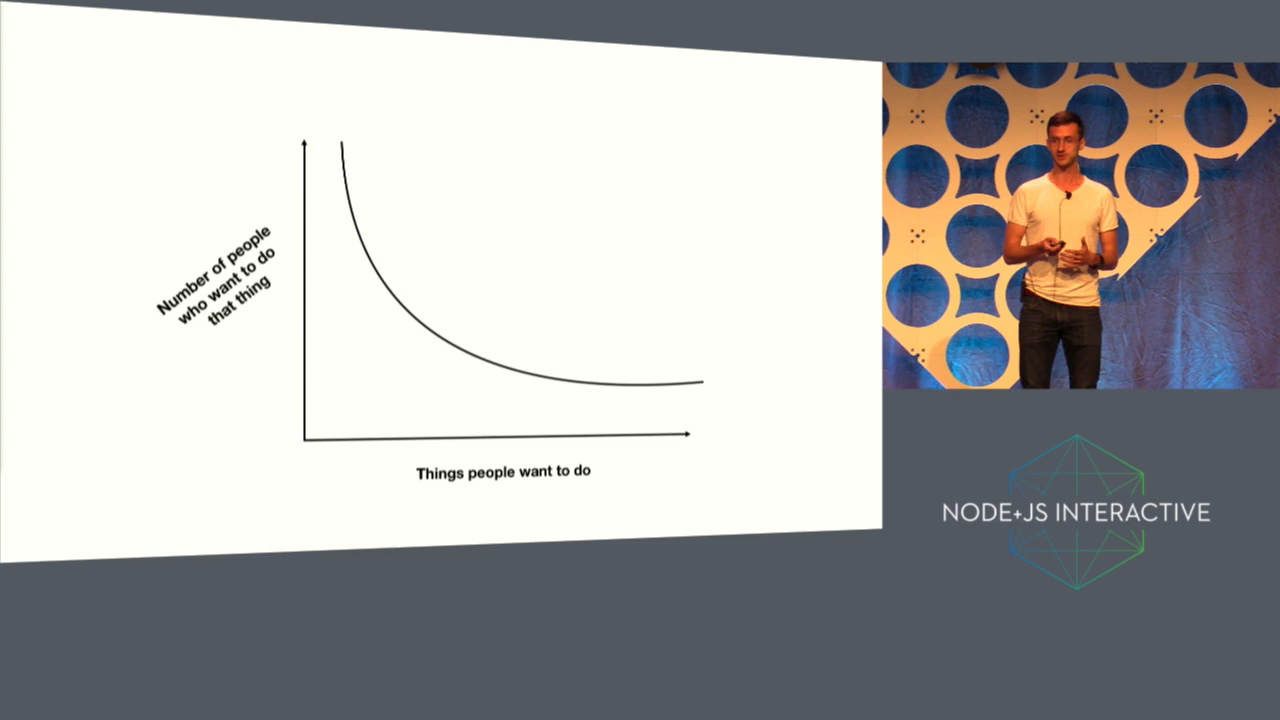 Number of people
who want to do
that thing
Things people want to do
NODE+JS INTERACTIVE